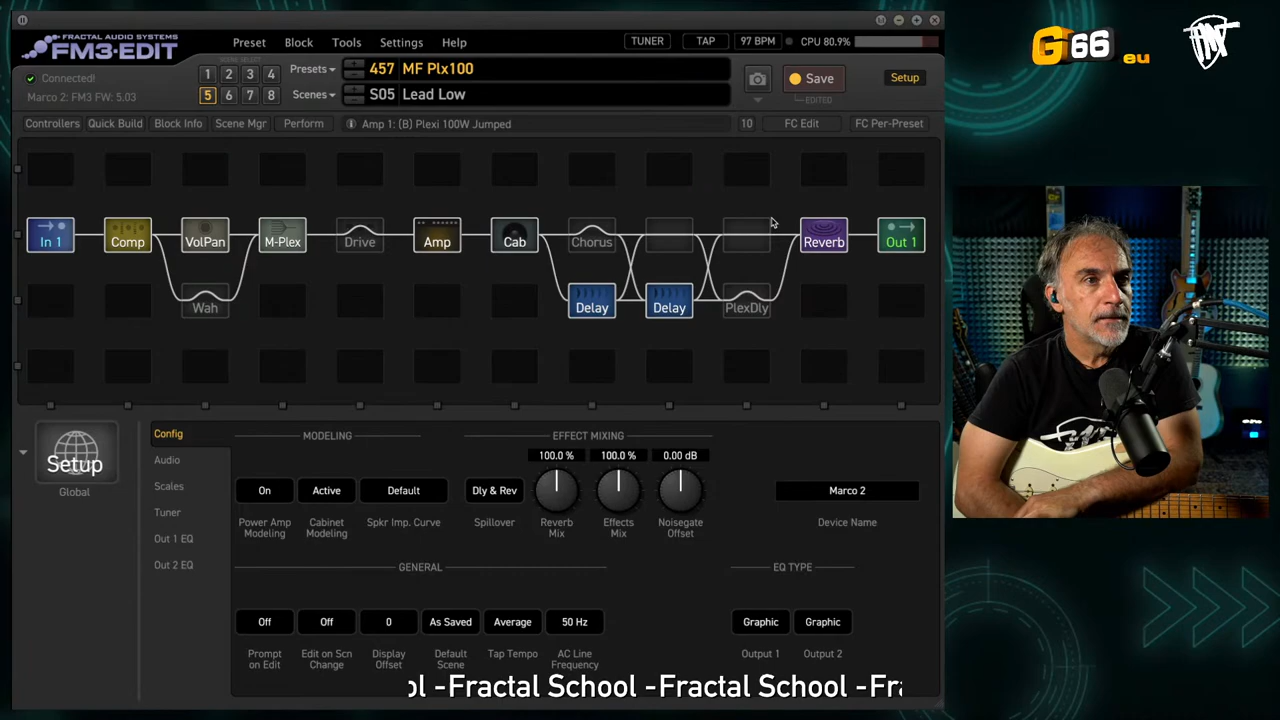 FRACTAL AUDIO SYSTEMS
FM3-EDIT
Preset Block Tools Settings Help
TUNER TAP 97 BPM CPU 80.9%
G66 eu
Connected!
Marco 2: FM3 FW: 5,03
SCENE SELECT
1 2 3 4
5 6 7 8
Presets 457 MF Plx100
Scenes S05 Lead Low
Save
EDITED
Setup
Controllers Quick Build Block Info Scene Mgr Perform Amp 1: (B) Plexi 100W Jumped 10 FC Edit FC Per-Preset
In 1 Comp VolPan M-Plex Drive Amp Cab Chorus Reverb Out 1
Wah Delay Delay PlexDly
Setup
Global
Config
Audio
Scales
Tuner
Out 1 EQ
Out 2 EQ
MODELING EFFECT MIXING
100.0 % 100.0 % 0.00 dB
On Active Default Dly & Rev Marco 2
Power Amp Modeling Cabinet Modeling Spkr Imp. Curve Spillover Reverb Mix Effects Mix Noisegate Offset Device Name
GENERAL EQ TYPE
Off Off 0 As Saved Average 50 Hz Graphic Graphic
Prompt on Edit Edit on Scn Change Display Offset Default Scene Tap Tempo AC Line Frequency Output 1 Output 2
ol -Fractal School -Fractal School -Fra